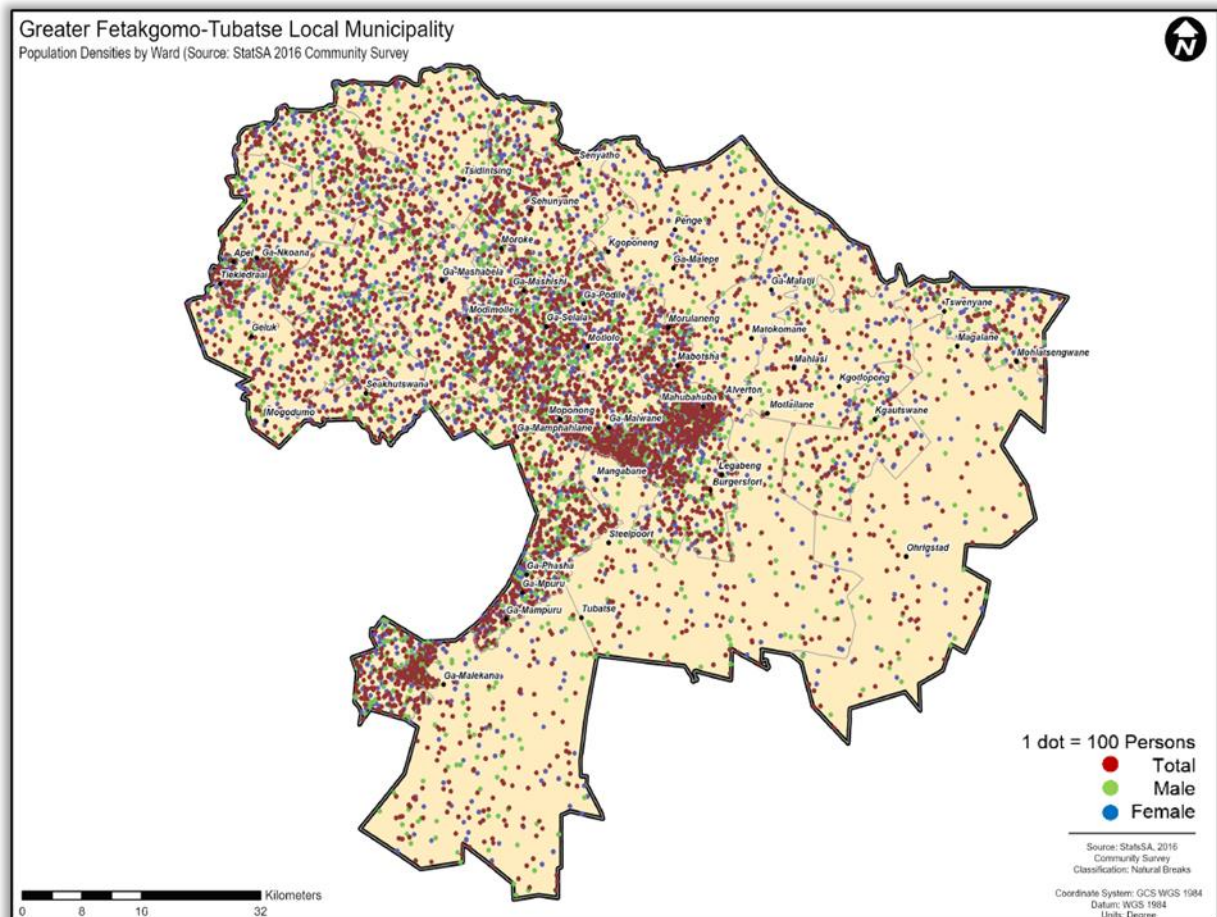 Greater Fetakgomo-Tubatse Local Municipality
Population Densities by Ward (Source: StatSA 2016 Community Survey
N
Senyatho
Tsidintsing
Sehunyane
Penge
Moroke
Kgoponeng
Apel
Ga-Nkoana
Ga-Malepe
Tiekiedraai
Ga-Mashabela
Ga-Mashishi
Ga-Malatji
Ga-Podile
Tswenyane
Modimolle
Ga-Selala
Morulaneng
Geluk
Motlolo
Matokomane
Magalane
Mohlatsengwane
Mabotsha
Mahlasi
Seakhutswana
Kgotlopong
Alverton
Mahubahuba
Mogodumo
Moponong
Motlailane
Kgautswane
Ga-Mamphahlane
Ga-Malwane
Mangabane
Legabeng
Burgersfort
Steelpoort
Ohrigstad
Ga-Phasha
Ga-Mpuru
Ga-Mampuru
Tubatse
Ga-Malekana
1 dot = 100 Persons
Total
Male
Female
Source: StatsSA, 2016
Community Survey
Classification: Natural Breaks
Coordinate System: GCS WGS 1984
Datum: WGS 1984
Units: Degree
Kilometers
0 8 16 32